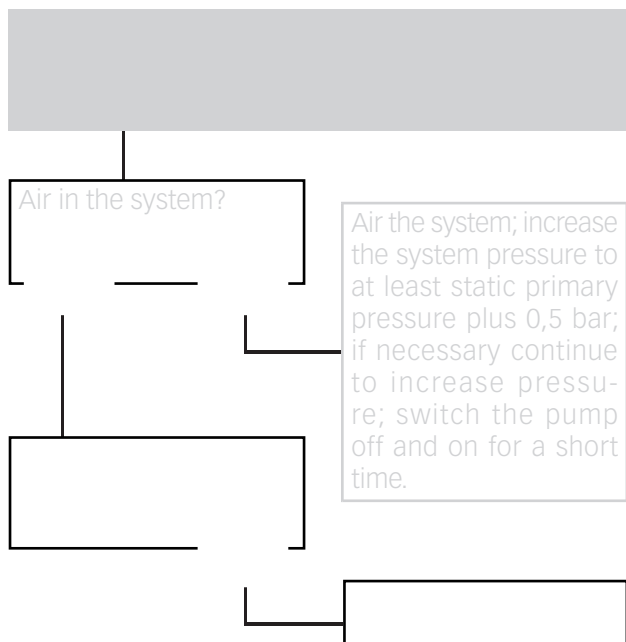 Air in the system?
Air the system; increase
the system pressure to
at least static primary
pressure plus 0,5 bar;
if necessary continue
to increase pressu-
re; switch the pump
off and on for a short
time.